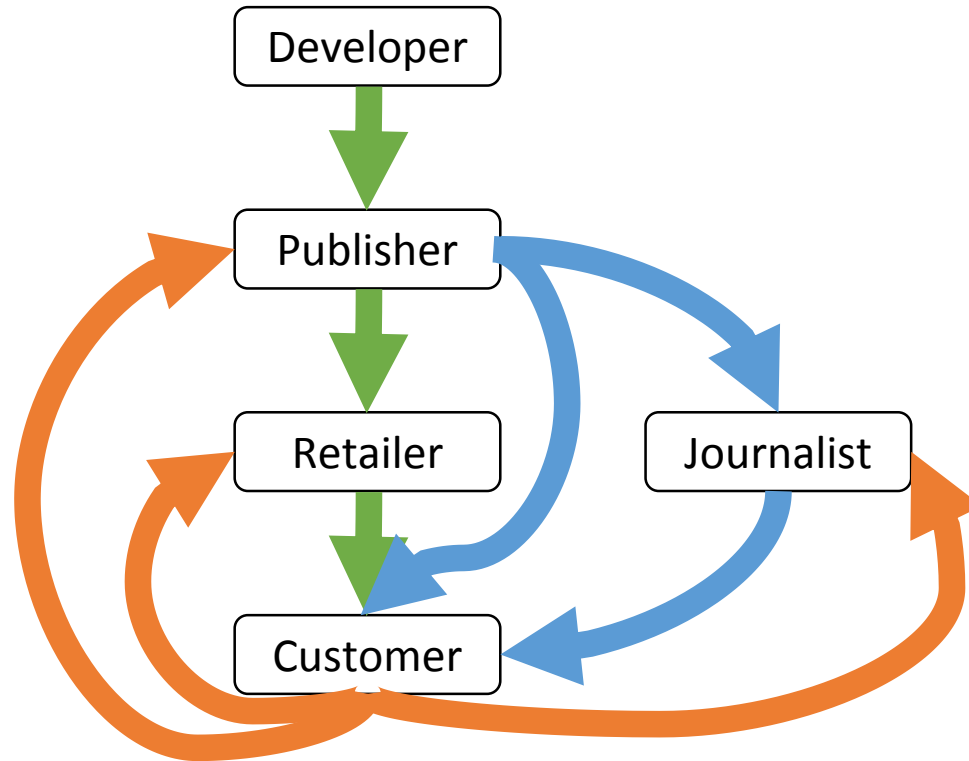 Developer
Publisher
Retailer
Journalist
Customer